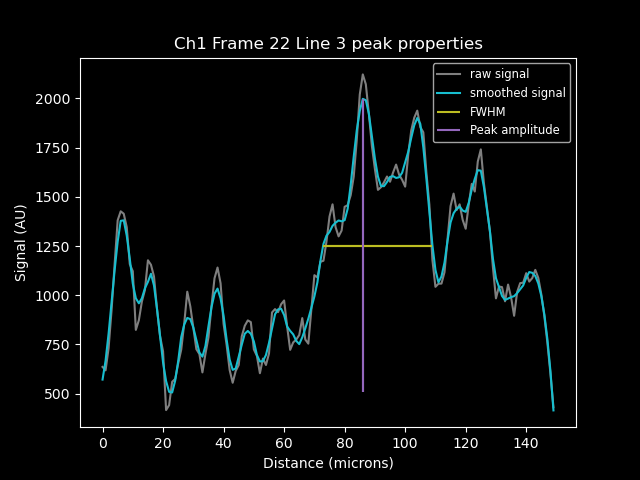 Ch1 Frame 22 Line 3 peak properties
raw signal
smoothed signal
FWHM
Peak amplitude
Signal (AU)
2000
1750
1500
1250
1000
750
500
0 20 40 60 80 100 120 140
Distance (microns)